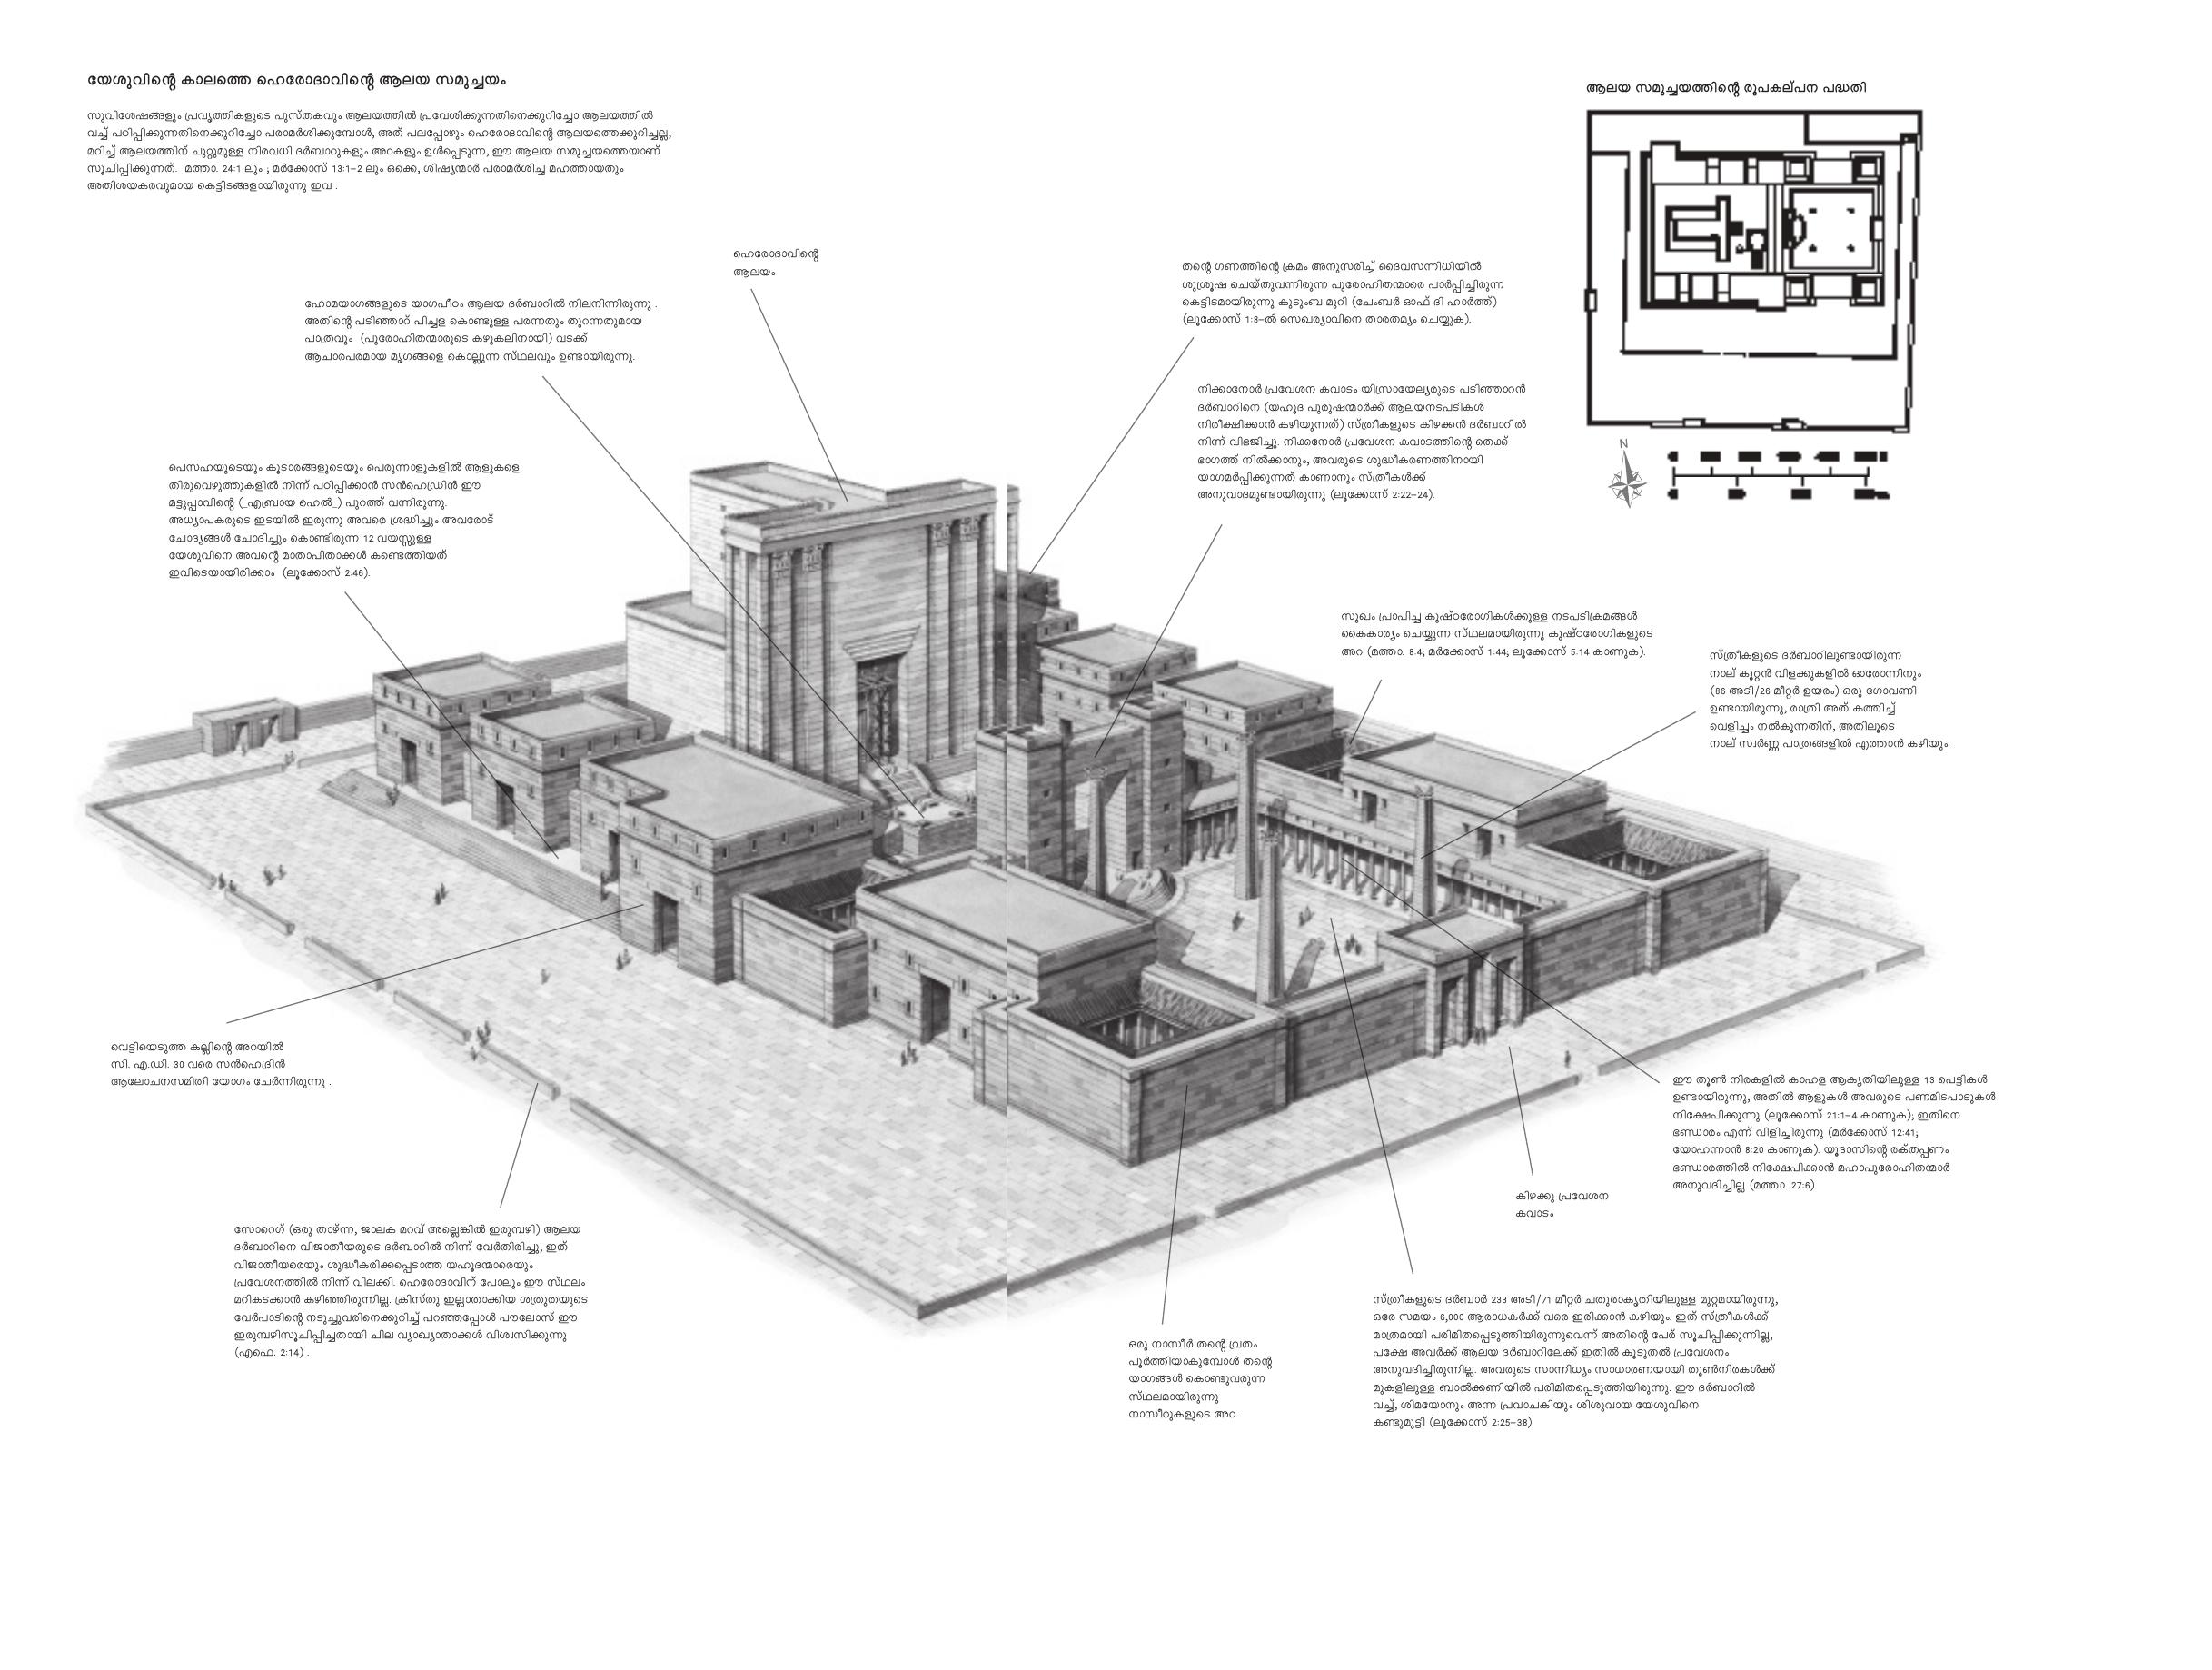 യേശുവിന്റെ കാലത്തെ ഹെരോദാവിന്റെ ആലയ സമുച്ചയം
സുവിശേഷങ്ങളും പ്രവൃത്തികളുടെ പുസ്തകവും ആലയത്തിൽ പ്രവേശിക്കുന്നതിനെക്കുറിച്ചോ ആലയത്തിൽ
വച്ച് പഠിപ്പിക്കുന്നതിനെക്കുറിച്ചോ പരാമർശിക്കുമ്പോൾ, അത് പലപ്പോഴും ഹെരോദാവിന്റെ ആലയത്തെക്കുറിച്ചല്ല,
മറിച്ച് ആലയത്തിന് ചുറ്റുമുള്ള നിരവധി ദർബാറുകളും അറകളും ഉൾപ്പെടുന്ന, ഈ ആലയ സമുച്ചയത്തെയാണ്
സൂചിപ്പിക്കുന്നത്. മത്താ. 24:1 ലും ; മർക്കോസ് 13:1–2 ലും ഒക്കെ, ശിഷ്യന്മാർ പരാമർശിച്ച മഹത്തായതും
അതിശയകരവുമായ കെട്ടിടങ്ങളായിരുന്നു ഇവ .
ആലയ സമുച്ചയത്തിന്റെ രൂപകല്പന പദ്ധതി
N
ഹെരോദാവിന്റെ
ആലയം
തന്റെ ഗണത്തിന്റെ ക്രമം അനുസരിച്ച് ദൈവസന്നിധിയിൽ
ശുശ്രൂഷ ചെയ്തുവന്നിരുന്ന പുരോഹിതന്മാരെ പാർപ്പിച്ചിരുന്ന
കെട്ടിടമായിരുന്നു കുടുംബ മുറി (ചേംബർ ഓഫ് ദി ഹാർത്ത്)
(ലൂക്കോസ് 1:8–ൽ സെഖര്യാവിനെ താരതമ്യം ചെയ്യുക).
ഹോമയാഗങ്ങളുടെ യാഗപീഠം ആലയ ദർബാറിൽ നിലനിന്നിരുന്നു .
അതിന്റെ പടിഞ്ഞാറ് പിച്ചള കൊണ്ടുള്ള പരന്നതും തുറന്നതുമായ
പാത്രവും (പുരോഹിതന്മാരുടെ കഴുകലിനായി) വടക്ക്
ആചാരപരമായ മൃഗങ്ങളെ കൊല്ലുന്ന സ്ഥലവും ഉണ്ടായിരുന്നു.
നിക്കാനോർ പ്രവേശന കവാടം യിസ്രായേല്യരുടെ പടിഞ്ഞാറൻ
ദർബാറിനെ (യഹൂദ പുരുഷന്മാർക്ക് ആലയനടപടികൾ
നിരീക്ഷിക്കാൻ കഴിയുന്നത്) സ്ത്രീകളുടെ കിഴക്കൻ ദർബാറിൽ
നിന്ന് വിഭജിച്ചു. നിക്കനോർ പ്രവേശന കവാടത്തിന്റെ തെക്ക്
ഭാഗത്ത് നിൽക്കാനും, അവരുടെ ശുദ്ധീകരണത്തിനായി
യാഗമർപ്പിക്കുന്നത് കാണാനും സ്ത്രീകൾക്ക്
അനുവാദമുണ്ടായിരുന്നു (ലൂക്കോസ് 2:22–24).
പെസഹയുടെയും കൂടാരങ്ങളുടെയും പെരുന്നാളുകളിൽ ആളുകളെ
തിരുവെഴുത്തുകളിൽ നിന്ന് പഠിപ്പിക്കാൻ സൻഹെഡ്രിൻ ഈ
മട്ടുപ്പാവിന്റെ (_എബ്രായ ഹെൽ_) പുറത്ത് വന്നിരുന്നു.
അധ്യാപകരുടെ ഇടയിൽ ഇരുന്നു അവരെ ശ്രദ്ധിച്ചും അവരോട്
ചോദ്യങ്ങൾ ചോദിച്ചും കൊണ്ടിരുന്ന 12 വയസ്സുള്ള
യേശുവിനെ അവന്റെ മാതാപിതാക്കൾ കണ്ടെത്തിയത്
ഇവിടെയായിരിക്കാം (ലൂക്കോസ് 2:46).
സുഖം പ്രാപിച്ച കുഷ്ഠരോഗികൾക്കുള്ള നടപടിക്രമങ്ങൾ
കൈകാര്യം ചെയ്യുന്ന സ്ഥലമായിരുന്നു കുഷ്ഠരോഗികളുടെ
അറ (മത്താ. 8:4; മർക്കോസ് 1:44; ലൂക്കോസ് 5:14 കാണുക).
സ്ത്രീകളുടെ ദർബാറിലുണ്ടായിരുന്ന
നാല് കൂറ്റൻ വിളക്കുകളിൽ ഓരോന്നിനും
(86 അടി/26 മീറ്റർ ഉയരം) ഒരു ഗോവണി
ഉണ്ടായിരുന്നു, രാത്രി അത് കത്തിച്ച്
വെളിച്ചം നൽകുന്നതിന്, അതിലൂടെ
നാല് സ്വർണ്ണ പാത്രങ്ങളിൽ എത്താൻ കഴിയും.
വെട്ടിയെടുത്ത കല്ലിന്റെ അറയിൽ
സി. എ.ഡി. 30 വരെ സൻഹെദ്രിൻ
ആലോചനസമിതി യോഗം ചേർന്നിരുന്നു .
ഈ തൂൺ നിരകളിൽ കാഹള ആകൃതിയിലുള്ള 13 പെട്ടികൾ
ഉണ്ടായിരുന്നു, അതിൽ ആളുകൾ അവരുടെ പണമിടപാടുകൾ
നിക്ഷേപിക്കുന്നു (ലൂക്കോസ് 21:1–4 കാണുക); ഇതിനെ
ഭണ്ഡാരം എന്ന് വിളിച്ചിരുന്നു (മർക്കോസ് 12:41;
യോഹന്നാൻ 8:20 കാണുക). യൂദാസിന്റെ രക്തപ്പണം
ഭണ്ഡാരത്തിൽ നിക്ഷേപിക്കാൻ മഹാപുരോഹിതന്മാർ
അനുവദിച്ചില്ല (മത്താ. 27:6).
കിഴക്കു പ്രവേശന
കവാടം
സോറെഗ് (ഒരു താഴ്ന്ന, ജാലക മറവ് അല്ലെങ്കിൽ ഇരുമ്പഴി) ആലയ
ദർബാറിനെ വിജാതീയരുടെ ദർബാറിൽ നിന്ന് വേർതിരിച്ചു, ഇത്
വിജാതീയരെയും ശുദ്ധീകരിക്കപ്പെടാത്ത യഹൂദന്മാരെയും
പ്രവേശനത്തിൽ നിന്ന് വിലക്കി. ഹെരോദാവിന് പോലും ഈ സ്ഥലം
മറികടക്കാൻ കഴിഞ്ഞിരുന്നില്ല. ക്രിസ്തു ഇല്ലാതാക്കിയ ശത്രുതയുടെ
വേർപാടിന്റെ നടുച്ചുവരിനെക്കുറിച്ച് പറഞ്ഞപ്പോൾ പൗലോസ് ഈ
ഇരുമ്പഴിസൂചിപ്പിച്ചതായി ചില വ്യാഖ്യാതാക്കൾ വിശ്വസിക്കുന്നു
(എഫെ. 2:14) .
സ്ത്രീകളുടെ ദർബാർ 233 അടി/71 മീറ്റർ ചതുരാകൃതിയിലുള്ള മുറ്റമായിരുന്നു,
ഒരേ സമയം 6,000 ആരാധകർക്ക് വരെ ഇരിക്കാൻ കഴിയും. ഇത് സ്ത്രീകൾക്ക്
മാത്രമായി പരിമിതപ്പെടുത്തിയിരുന്നുവെന്ന് അതിന്റെ പേര് സൂചിപ്പിക്കുന്നില്ല,
പക്ഷേ അവർക്ക് ആലയ ദർബാറിലേക്ക് ഇതിൽ കൂടുതൽ പ്രവേശനം
അനുവദിച്ചിരുന്നില്ല. അവരുടെ സാന്നിധ്യം സാധാരണയായി തൂൺനിരകൾക്ക്
മുകളിലുള്ള ബാൽക്കണിയിൽ പരിമിതപ്പെടുത്തിയിരുന്നു. ഈ ദർബാറിൽ
വച്ച്, ശിമയോനും അന്ന പ്രവാചകിയും ശിശുവായ യേശുവിനെ
കണ്ടുമുട്ടി (ലൂക്കോസ് 2:25–38).
ഒരു നാസീർ തന്റെ വ്രതം
പൂർത്തിയാകുമ്പോൾ തന്റെ
യാഗങ്ങൾ കൊണ്ടുവരുന്ന
സ്ഥലമായിരുന്നു
നാസീറുകളുടെ അറ.